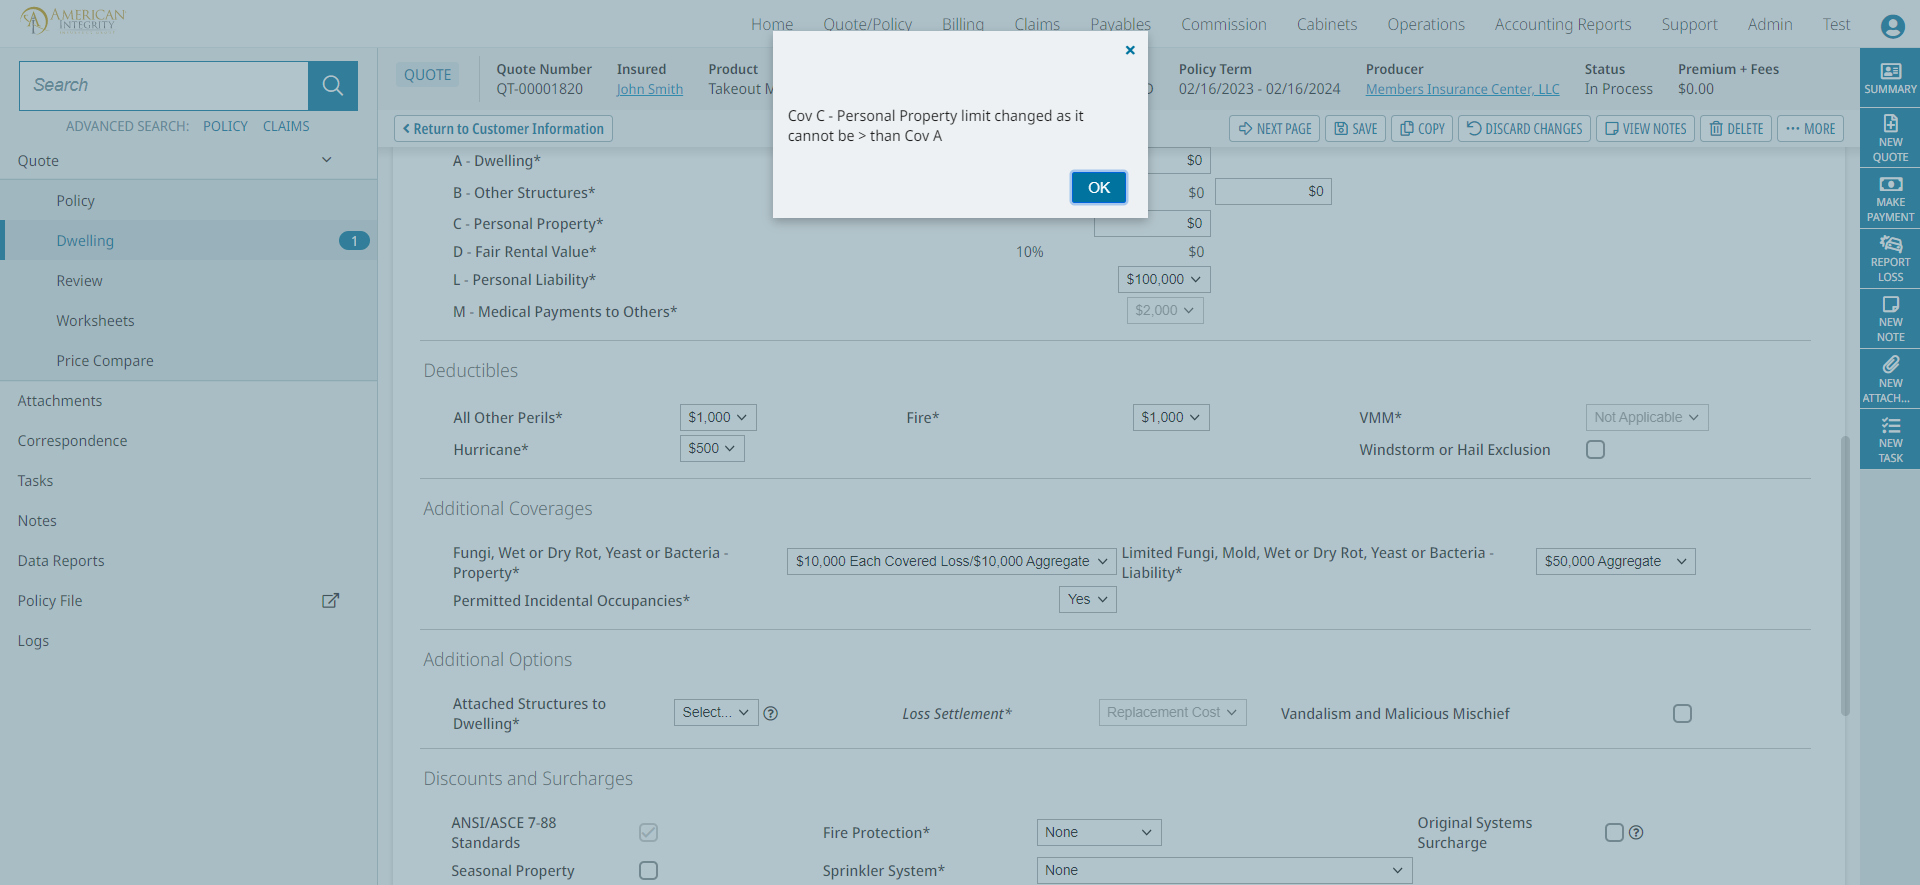 AMERICAN
INTEGRITY
Home Quote/Policy Billing Claims Payables Commission Cabinets Operations Accounting Reports Support Admin Test
Search
ADVANCED SEARCH: POLICY CLAIMS
Quote
Policy
Dwelling 1
Review
Worksheets
Price Compare
Attachments
Correspondence
Tasks
Notes
Data Reports
Policy File
Logs
QUOTE
Quote Number Insured Product Policy Term Producer Status Premium + Fees
QT-00001820 John Smith Takeout 02/16/2023 - 02/16/2024 Members Insurance Center, LLC In Process $0.00
Return to Customer Information NEXT PAGE SAVE COPY DISCARD CHANGES VIEW NOTES DELETE ··· MORE
Cov C - Personal Property limit changed as it
cannot be > than Cov A
OK
A - Dwelling* $0
B - Other Structures* $0 $0
C - Personal Property* $0
D - Fair Rental Value* 10% $0
L - Personal Liability* $100,000
M - Medical Payments to Others* $2,000
Deductibles
All Other Perils* $1,000 Fire* $1,000 VMM* Not Applicable
Hurricane* $500 Windstorm or Hail Exclusion
Additional Coverages
Fungi, Wet or Dry Rot, Yeast or Bacteria -
Property* $10,000 Each Covered Loss/$10,000 Aggregate
Limited Fungi, Mold, Wet or Dry Rot, Yeast or Bacteria -
Liability* $50,000 Aggregate
Permitted Incidental Occupancies* Yes
Additional Options
Attached Structures to
Dwelling* Select... Loss Settlement* Replacement Cost Vandalism and Malicious Mischief
Discounts and Surcharges
ANSI/ASCE 7-88
Standards
Fire Protection* None
Original Systems
Surcharge
Seasonal Property Sprinkler System* None
SUMMARY
NEW
QUOTE
MAKE
PAYMENT
REPORT
LOSS
NEW
NOTE
NEW
ATTACH...
NEW
TASK